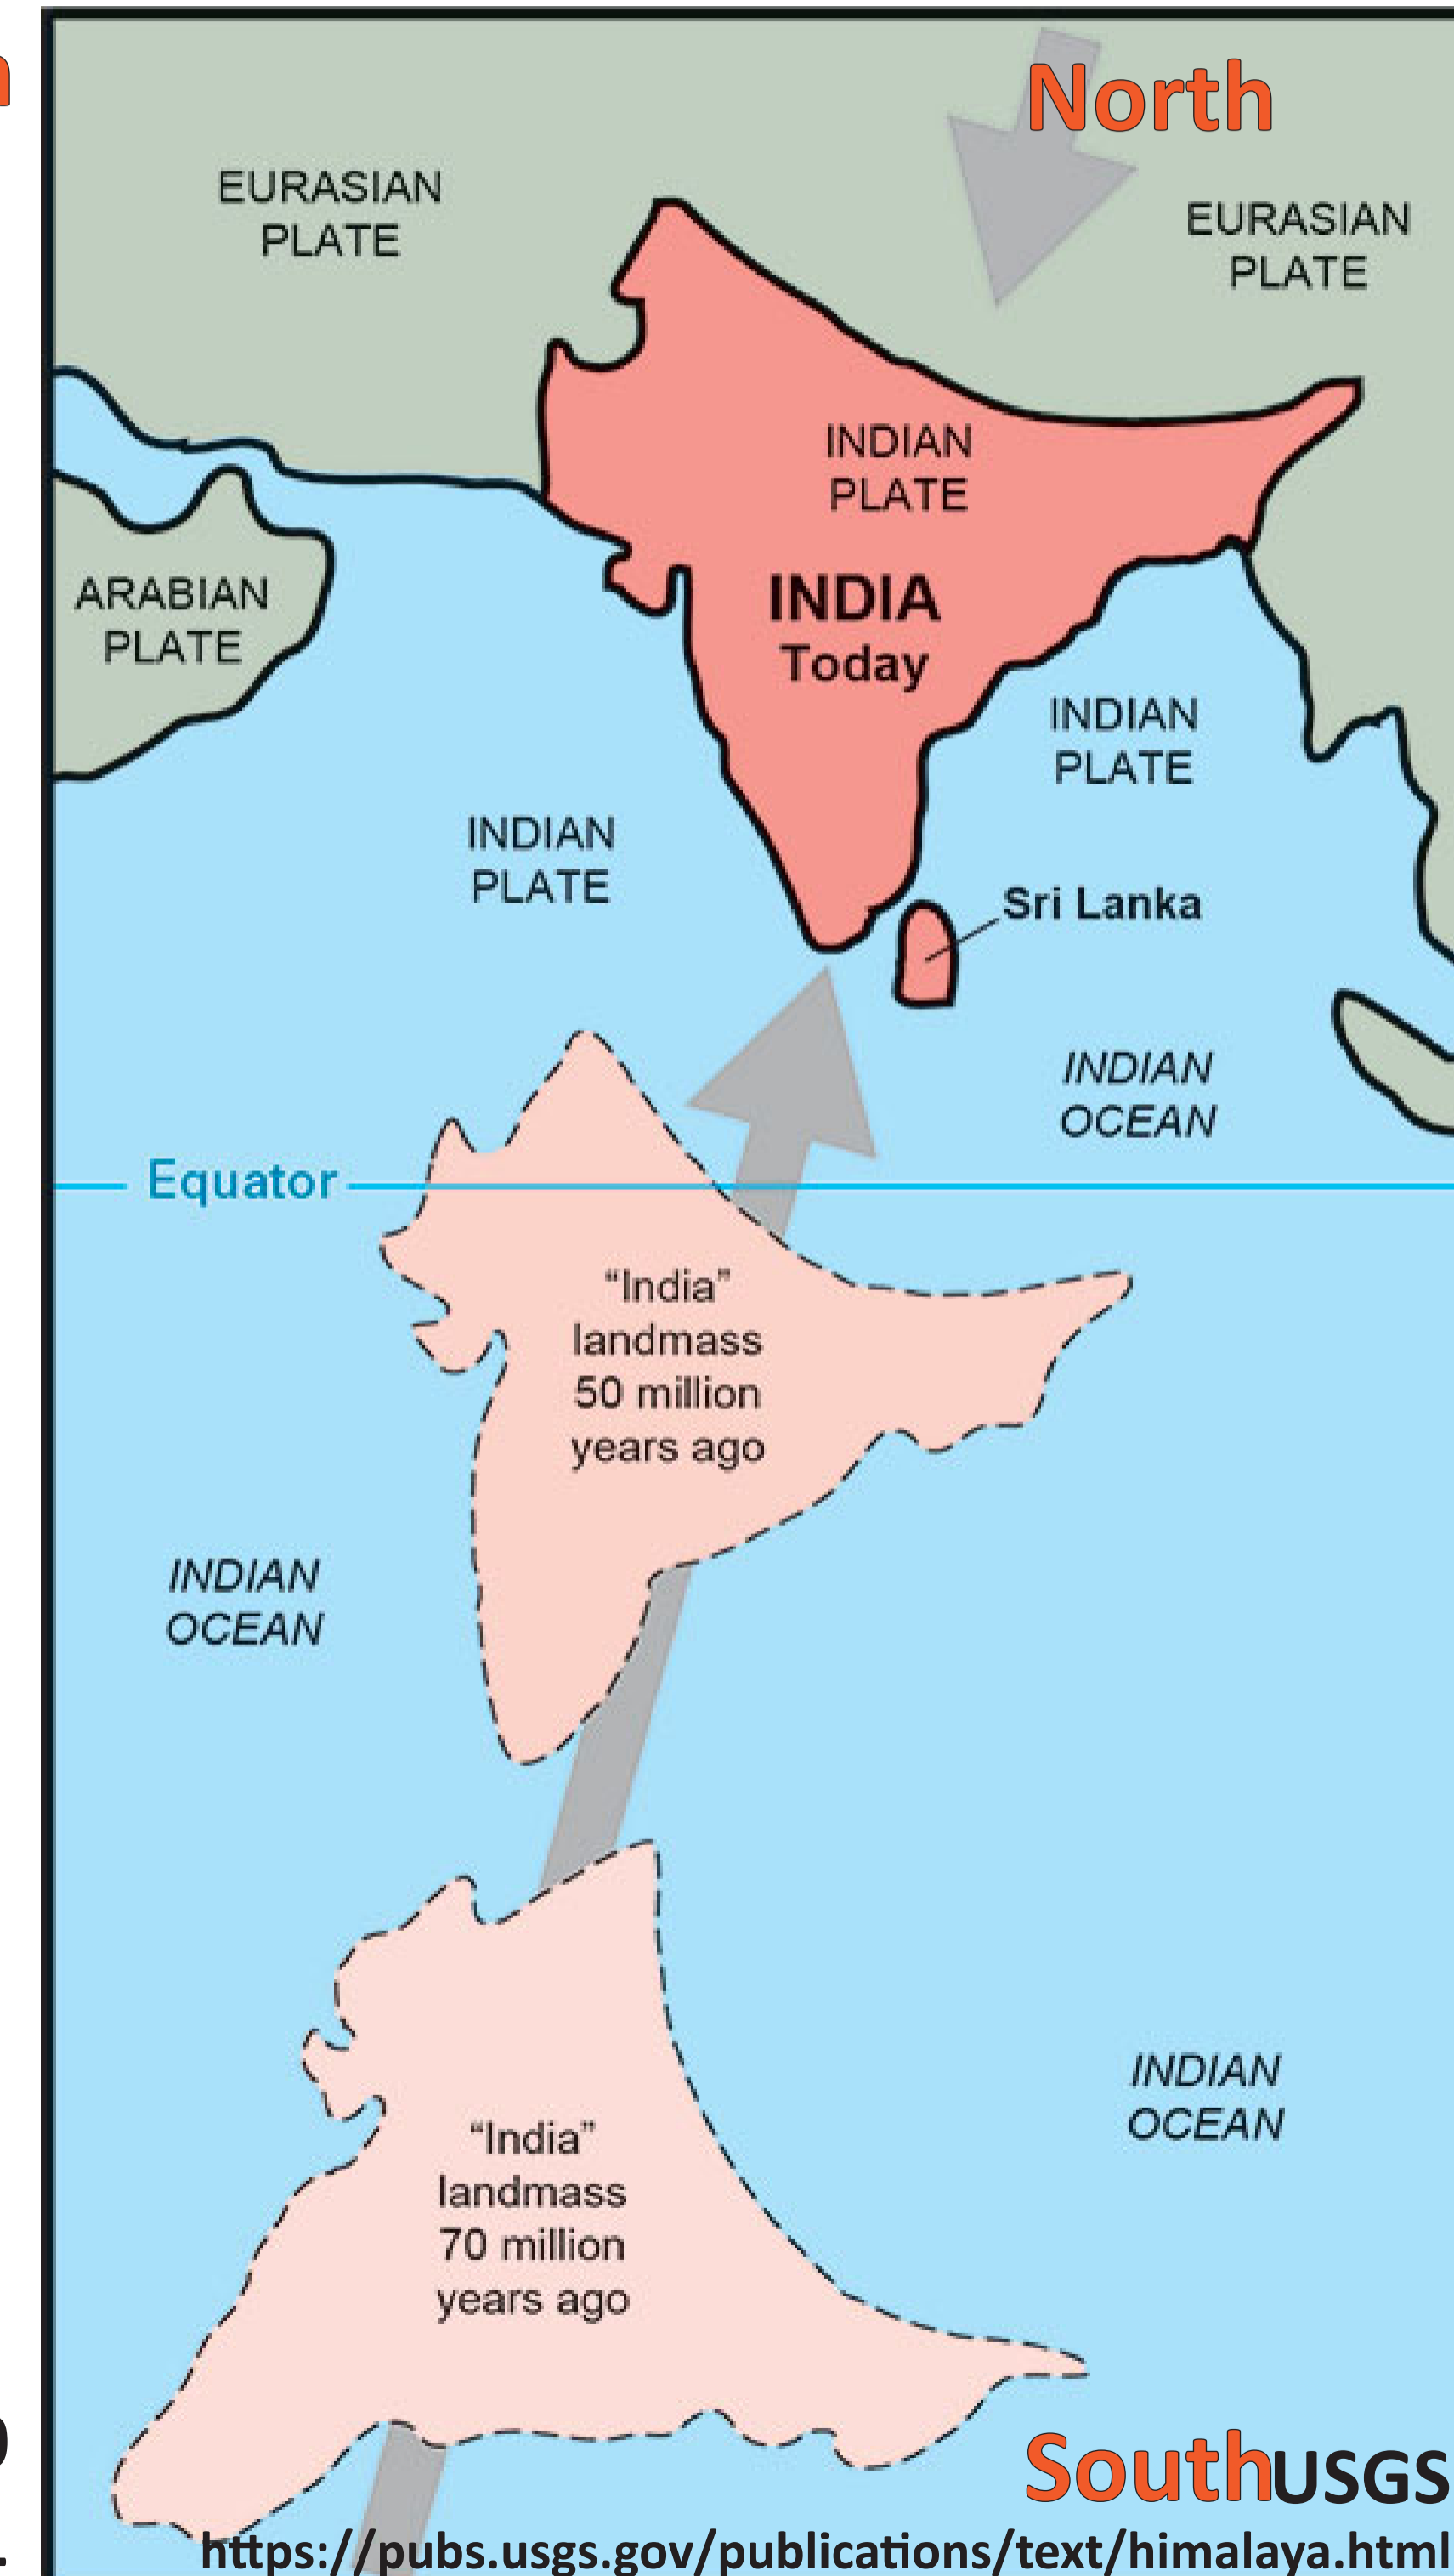 North
EURASIAN
PLATE
EURASIAN
PLATE
INDIAN
PLATE
INDIA
Today
ARABIAN
PLATE
INDIAN
PLATE
INDIAN
PLATE
Sri Lanka
INDIAN
OCEAN
Equator
“India”
landmass
50 million
years ago
INDIAN
OCEAN
INDIAN
OCEAN
“India”
landmass
70 million
years ago
South USGS
https://pubs.usgs.gov/publications/text/himalaya.html